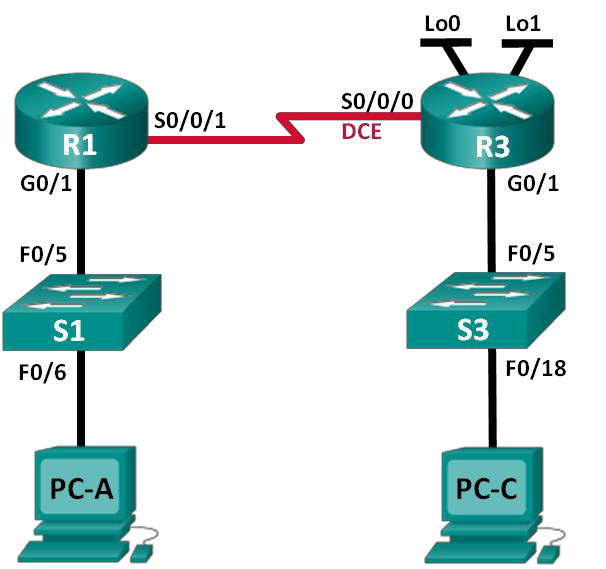 Lo0 Lo1
S0/0/1 S0/0/0
DCE
R1 R3
G0/1 G0/1
F0/5 F0/5
S1 S3
F0/6 F0/18
PC-A PC-C